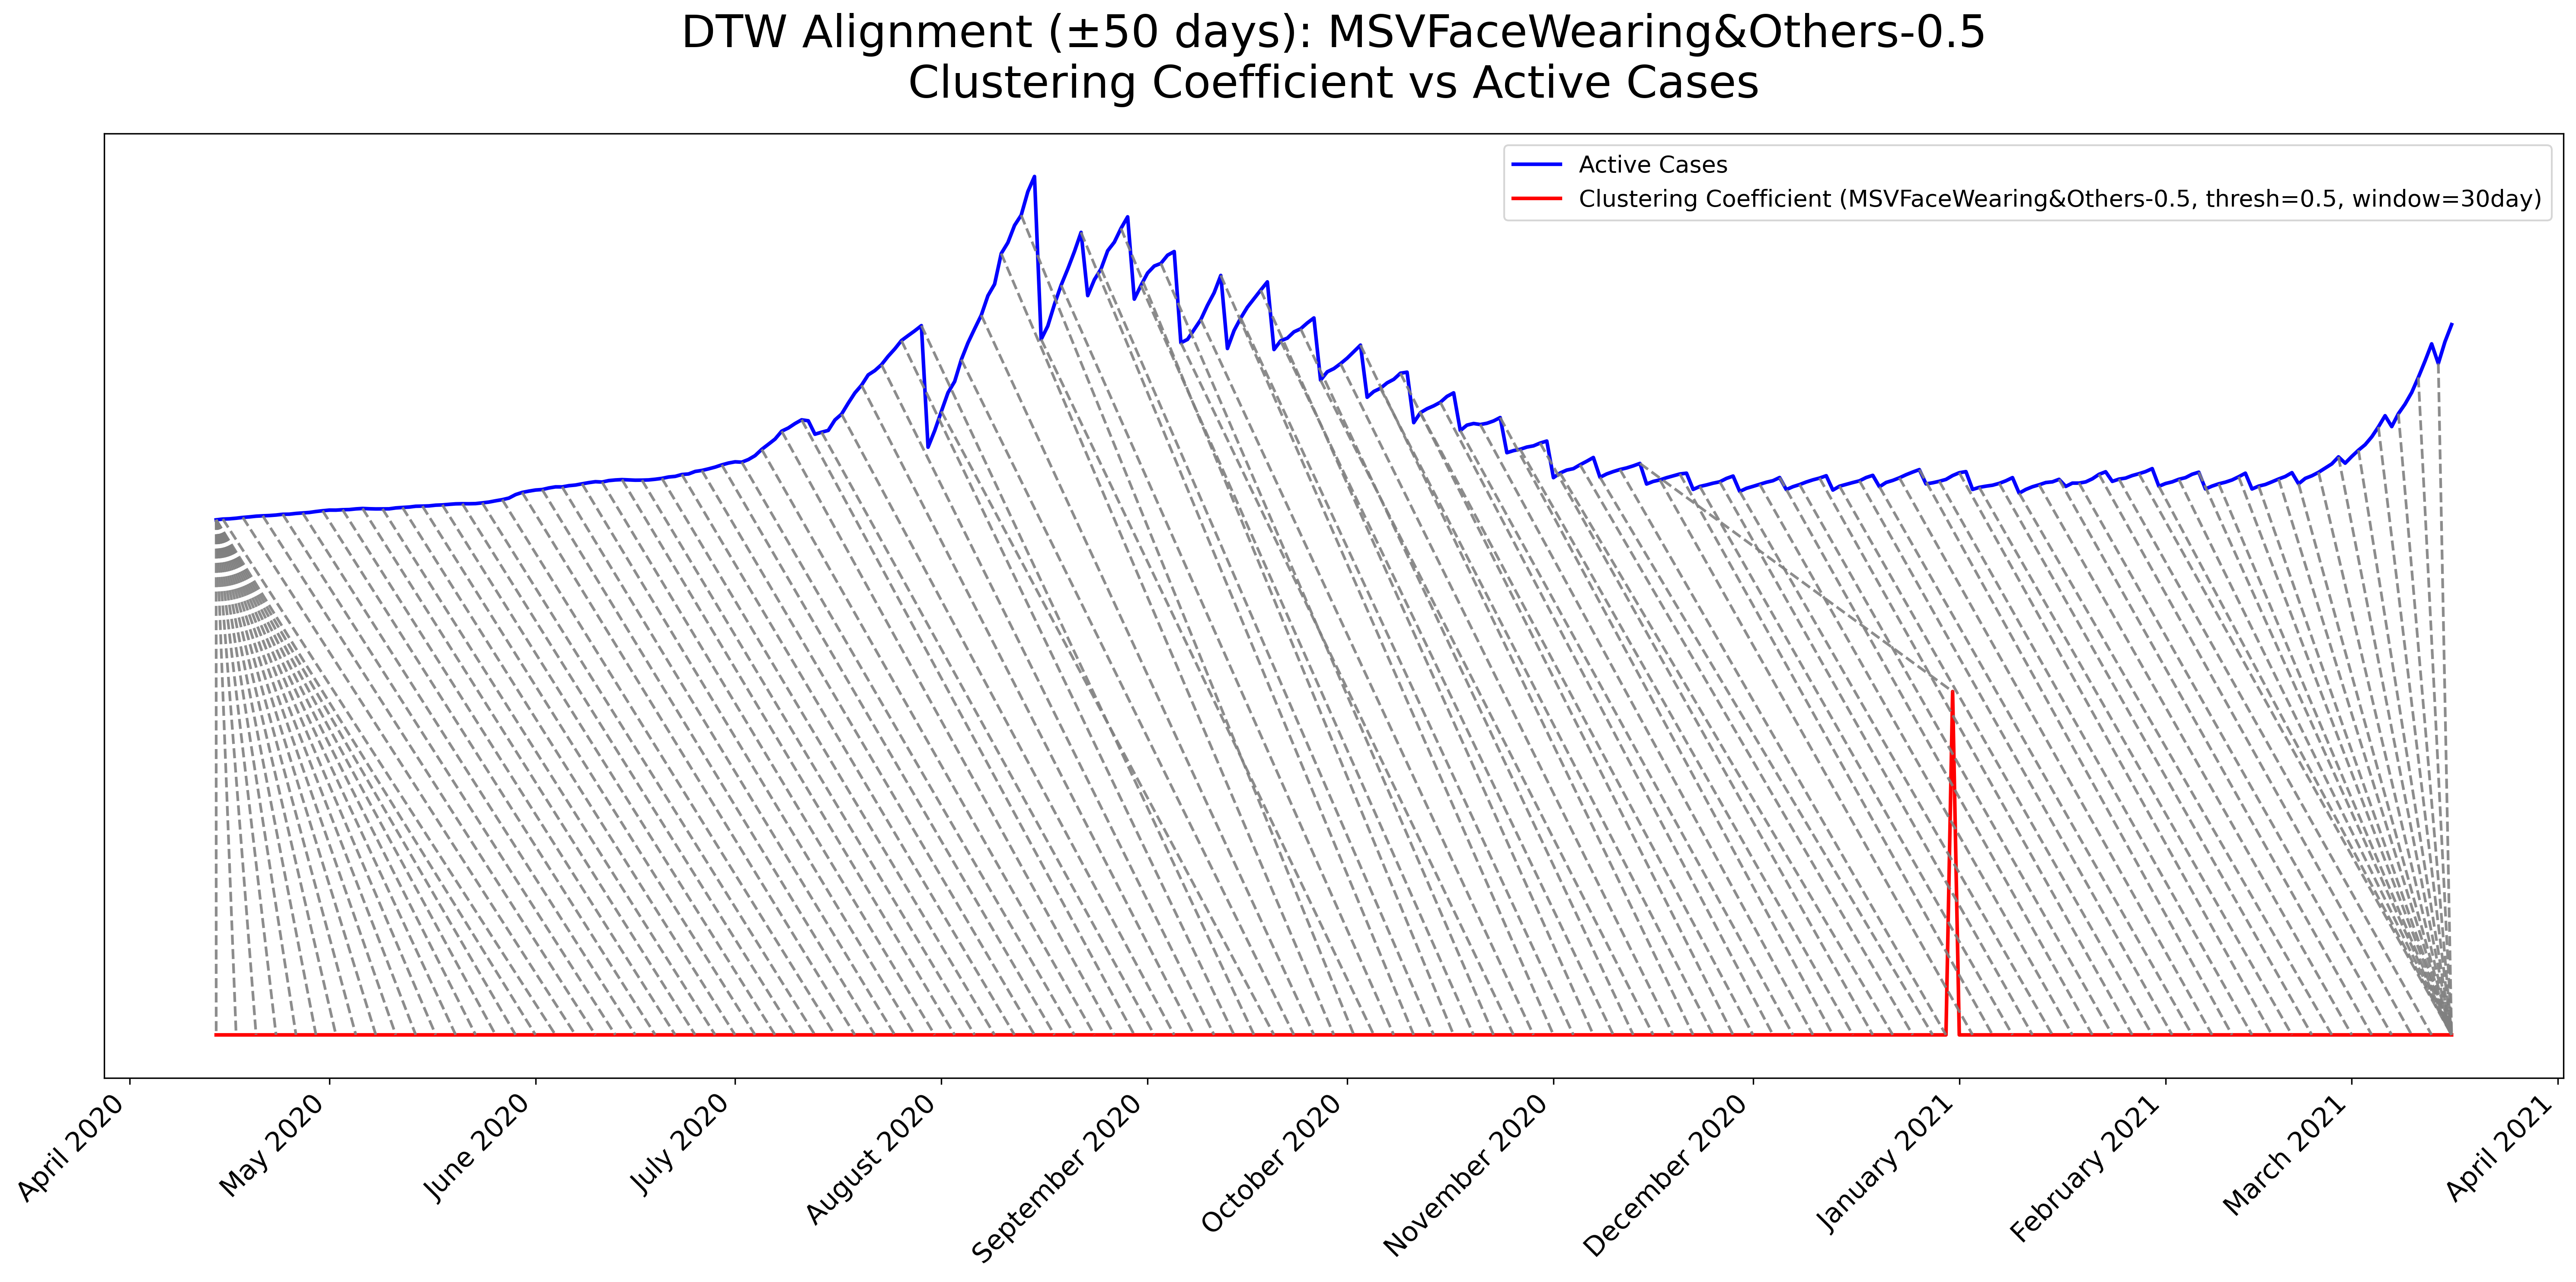 DTW Alignment (±50 days): MSVFaceWearing&Others-0.5
Clustering Coefficient vs Active Cases
Active Cases
Clustering Coefficient (MSVFaceWearing&Others-0.5, thresh=0.5, window=30day)
April 2020
May 2020
June 2020
July 2020
August 2020
September 2020
October 2020
November 2020
December 2020
January 2021
February 2021
March 2021
April 2021